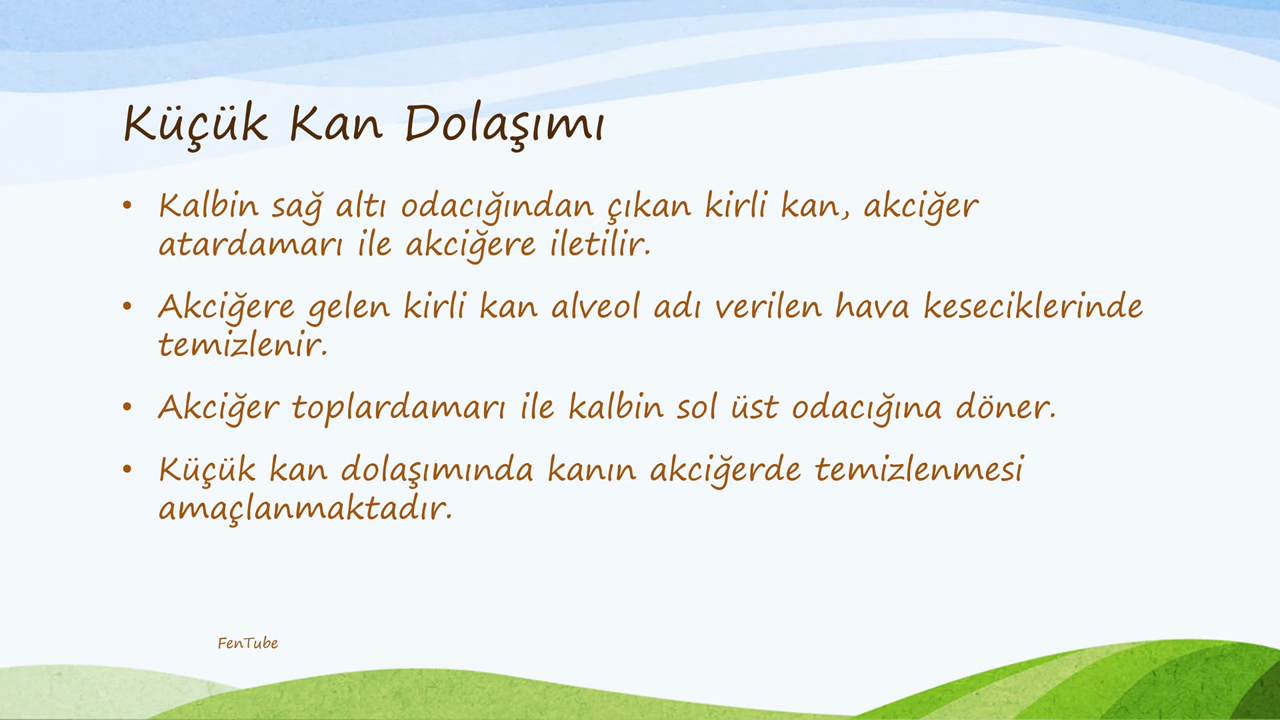 Küçük Kan Dolaşımı
• Kalbin sağ altı odacığından çıkan kirli kan, akciğer
atardamarı ile akciğere iletilir.
• Akciğere gelen kirli kan alveol adı verilen hava keseciklerinde
temizlenir.
• Akciğer toplardamarı ile kalbin sol üst odacığına döner.
• Küçük kan dolaşımında kanın akciğerde temizlenmesi
amaçlanmaktadır.
FenTube